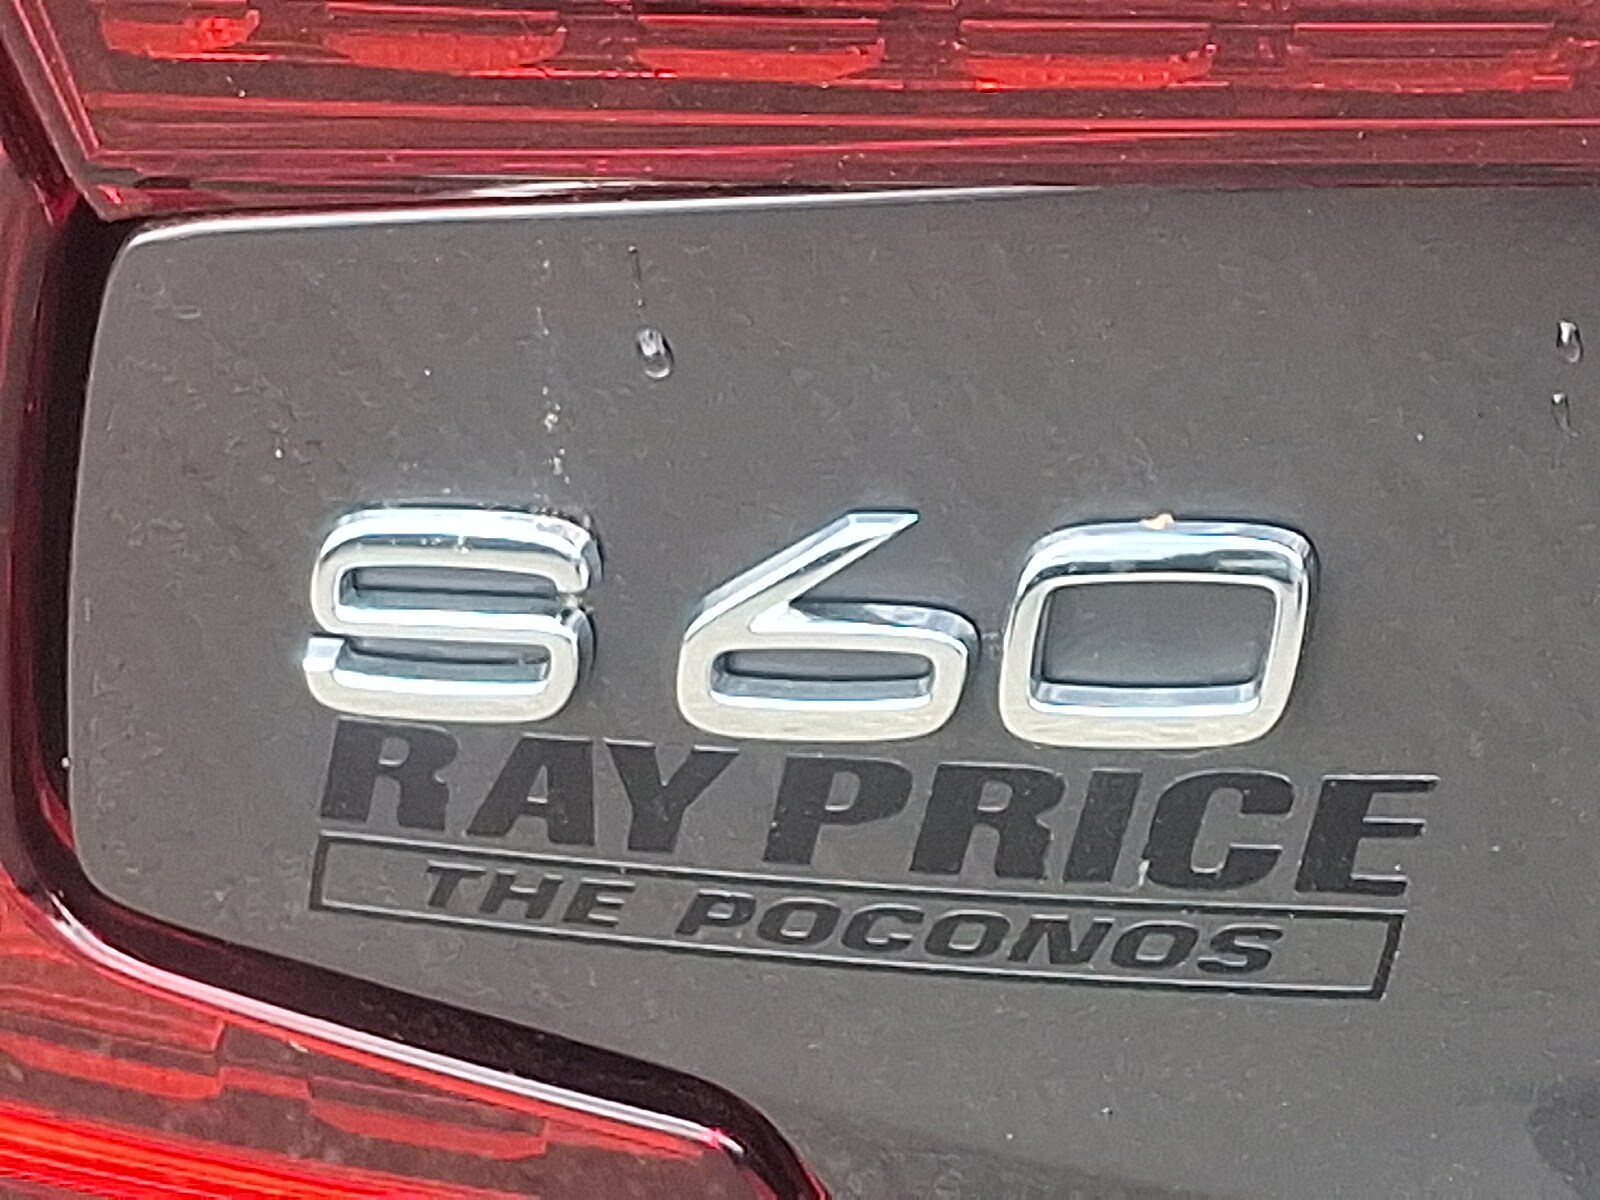 S60
RAY PRICE
THE POCONOS